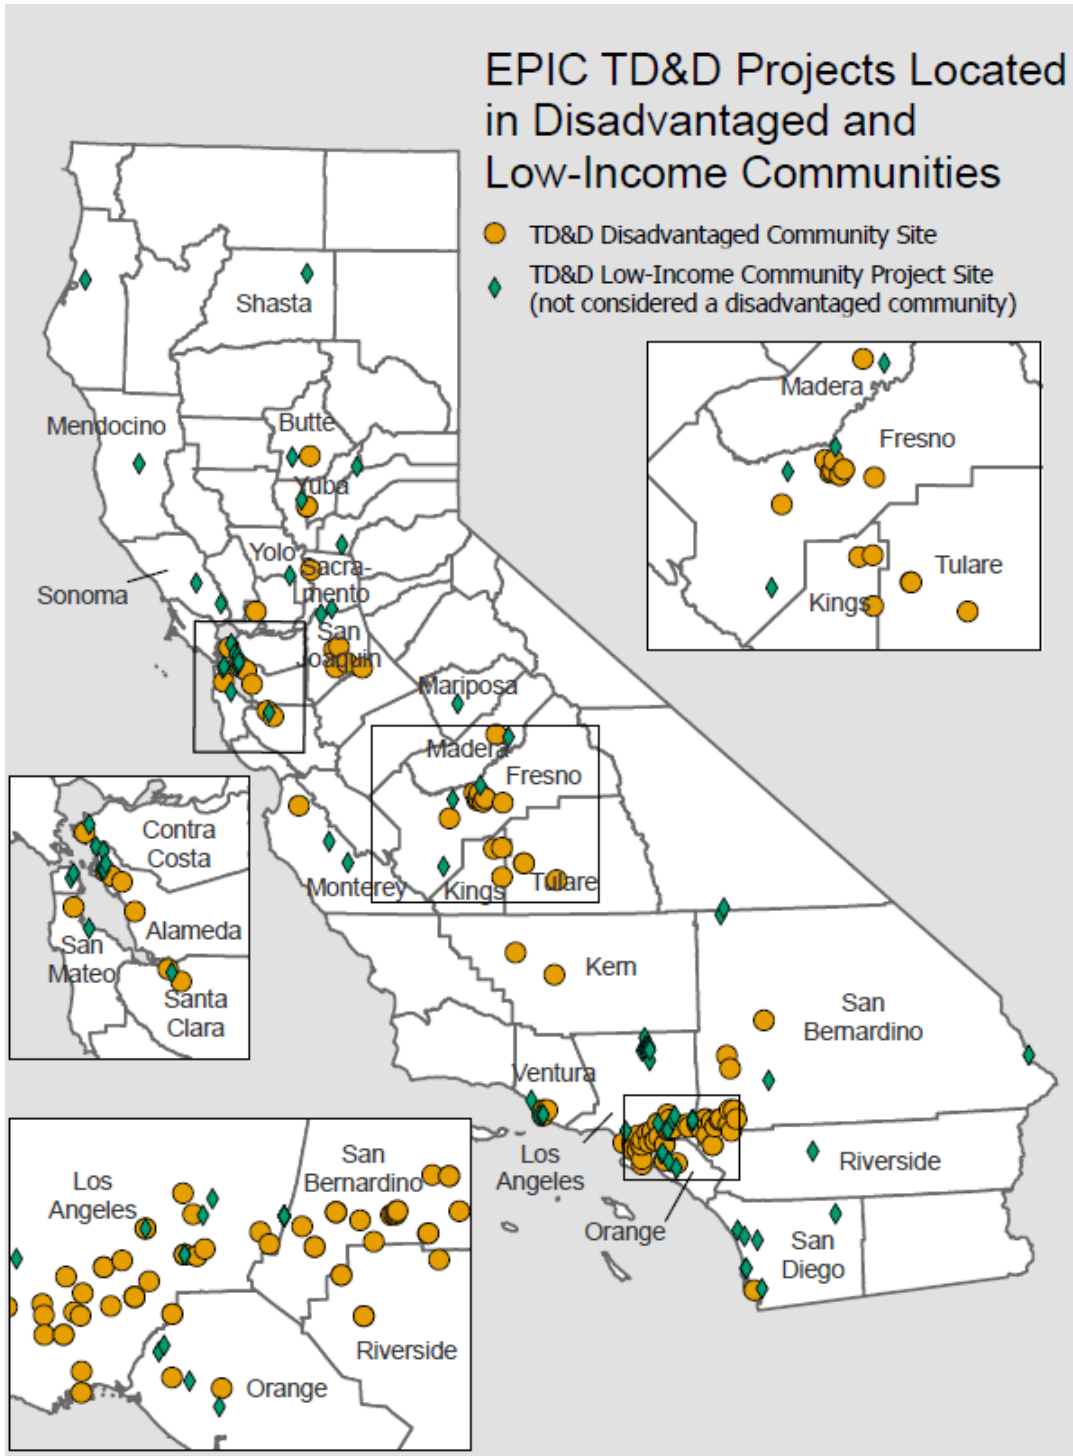 EPIC TD&D Projects Located
in Disadvantaged and
Low-Income Communities
TD&D Disadvantaged Community Site
TD&D Low-Income Community Project Site
(not considered a disadvantaged community)
Shasta
Mendocino
Butte
Yuba
Yolo
Sacra-
mento
Sonoma
San
Joaquin
Mariposa
Madera
Fresno
Monterey
Kings
Tulare
Kern
San
Bernardino
Ventura
Los
Angeles
Riverside
Orange
San
Diego
Madera
Fresno
Kings
Tulare
Contra
Costa
Alameda
San
Mateo
Santa
Clara
Los
Angeles
San
Bernardino
Riverside
Orange